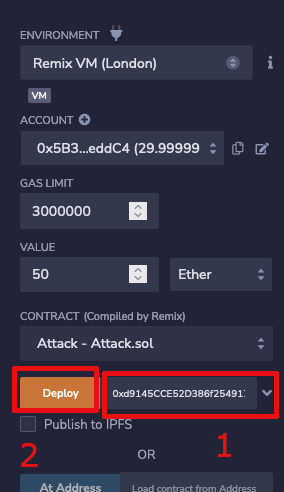 ENVIRONMENT
Remix VM (London)
VM
ACCOUNT
0x5B3...eddC4 (29.99999
GAS LIMIT
3000000
VALUE
50 Ether
CONTRACT (Compiled by Remix)
Attack - Attack.sol
Deploy 0xd9145CCE52D386f25491
Publish to IPFS
OR 1
2
At Address Load contract from Address